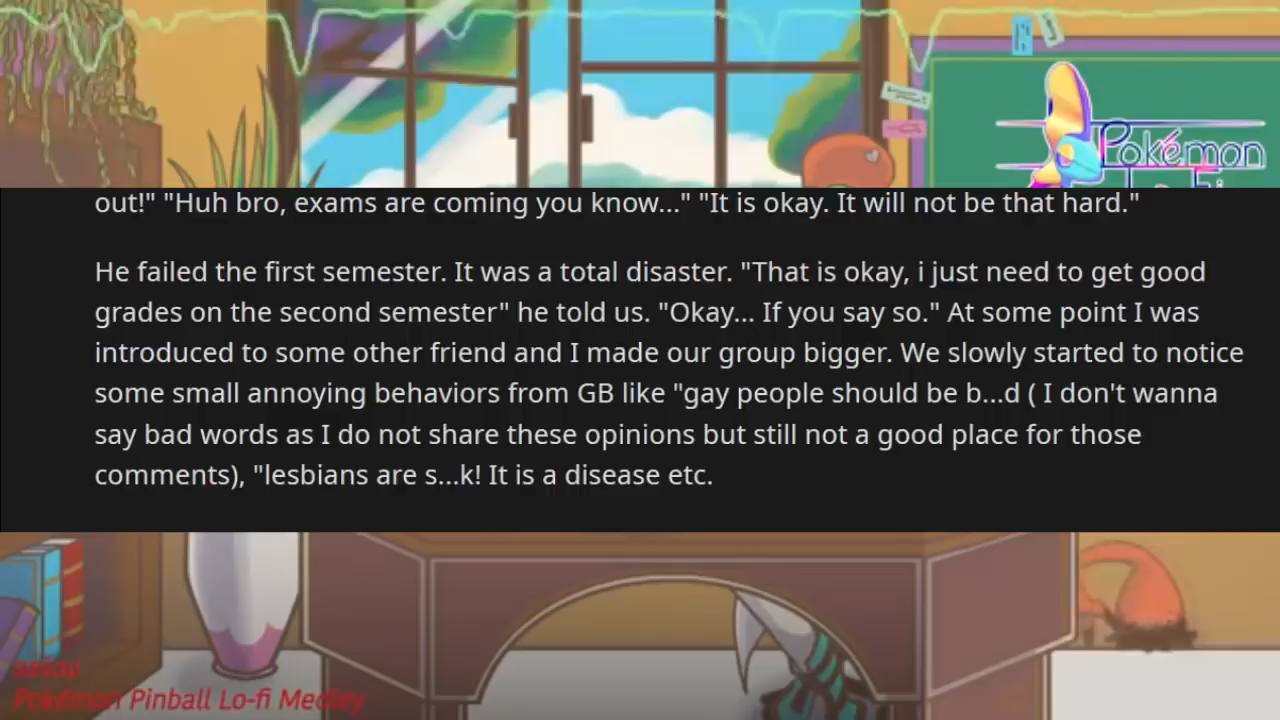 Pokémon
out!" "Huh bro, exams are coming you know..." "It is okay. It will not be that hard."
He failed the first semester. It was a total disaster. "That is okay, i just need to get good
grades on the second semester" he told us. "Okay... If you say so." At some point I was
introduced to some other friend and I made our group bigger. We slowly started to notice
some small annoying behaviors from GB like "gay people should be b...d ( I don't wanna
say bad words as I do not share these opinions but still not a good place for those
comments), "lesbians are s...k! It is a disease etc.
Pokémon Pinball Lo-fi Medley